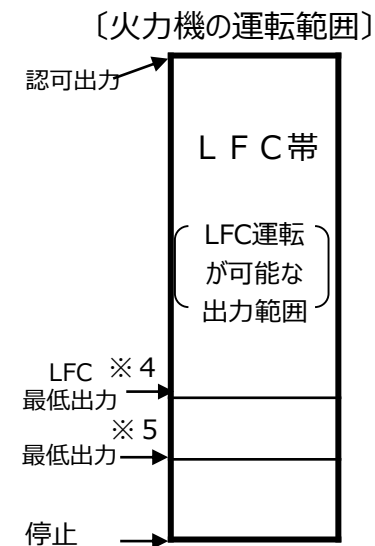 〔火力機の運転範囲〕
認可出力
ＬＦＣ帯
LFC運転
が可能な
出力範囲
LFC ※４
最低出力
※５
最低出力
停止